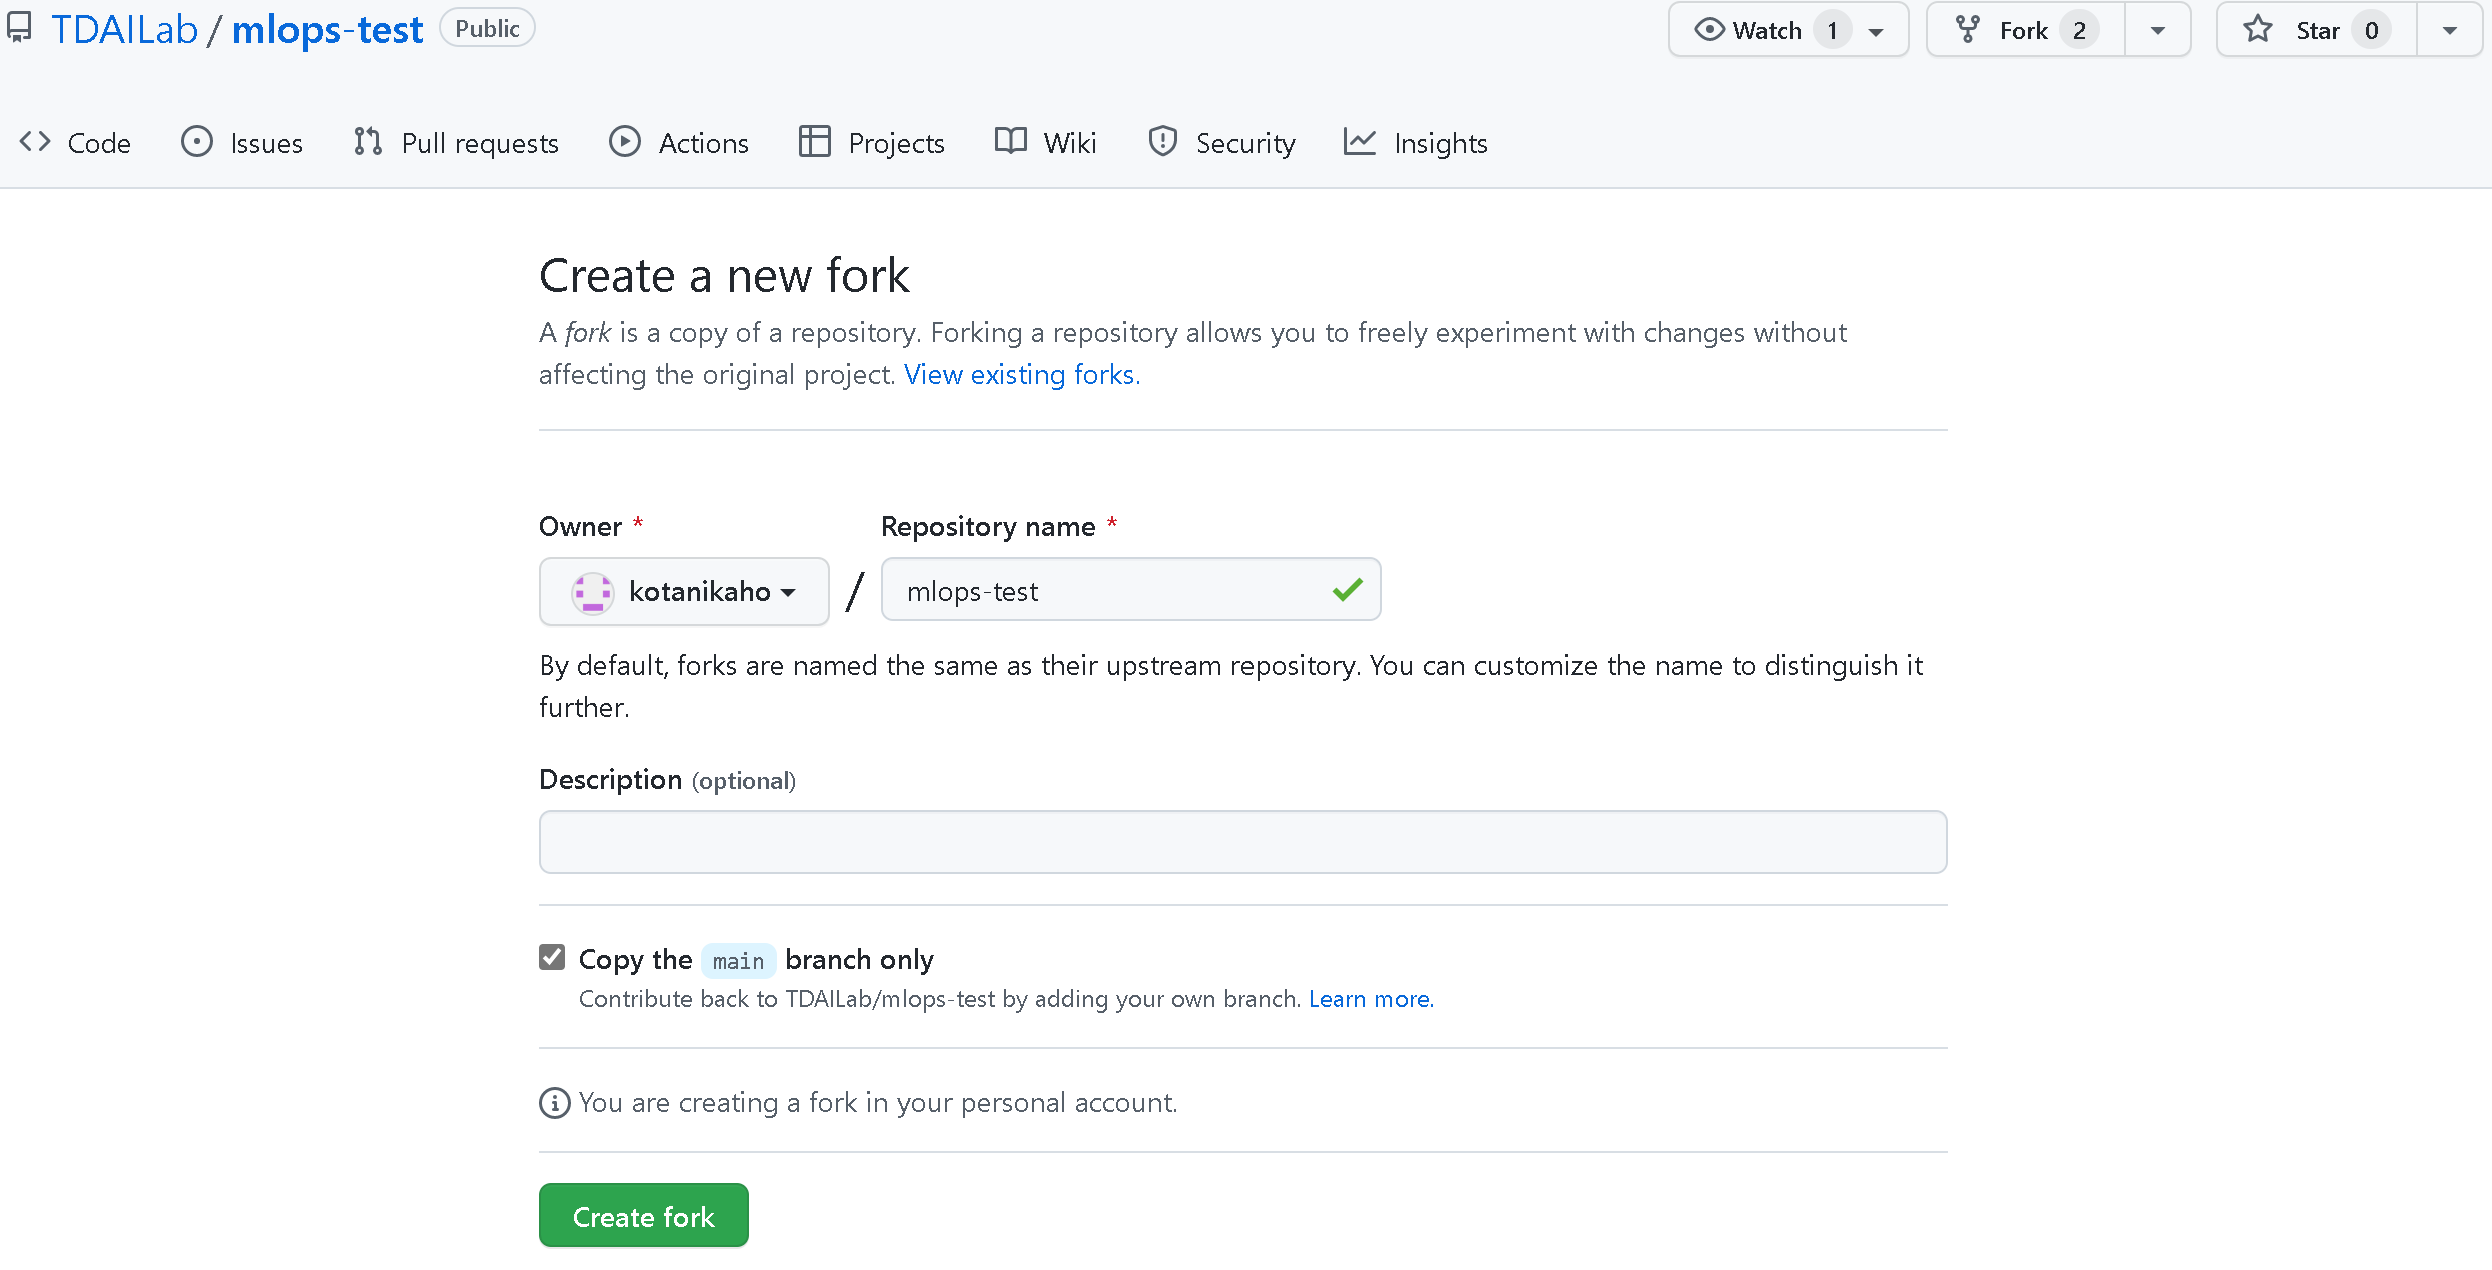 TDAILab / mlops-test Public Watch 1 Fork 2 Star 0
Code Issues Pull requests Actions Projects Wiki Security Insights
Create a new fork
A fork is a copy of a repository. Forking a repository allows you to freely experiment with changes without
affecting the original project. View existing forks.
Owner * Repository name *
kotanikaho / mlops-test
By default, forks are named the same as their upstream repository. You can customize the name to distinguish it
further.
Description (optional)
Copy the main branch only
Contribute back to TDAILab/mlops-test by adding your own branch. Learn more.
You are creating a fork in your personal account.
Create fork